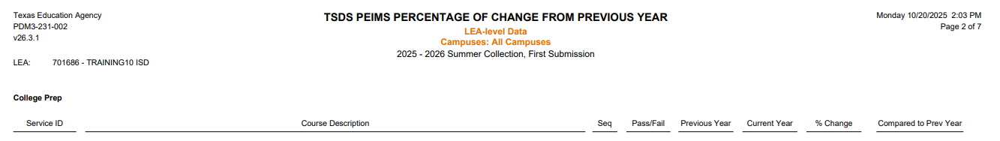 Texas Education Agency
PDM3-231-002
v26.3.1
TSDS PEIMS PERCENTAGE OF CHANGE FROM PREVIOUS YEAR
LEA-level Data
Campuses: All Campuses
2025 - 2026 Summer Collection, First Submission
Monday 10/20/2025 2:03 PM
Page 2 of 7
LEA: 701686 - TRAINING10 ISD
College Prep
Service ID Course Description Seq Pass/Fail Previous Year Current Year % Change Compared to Prev Year